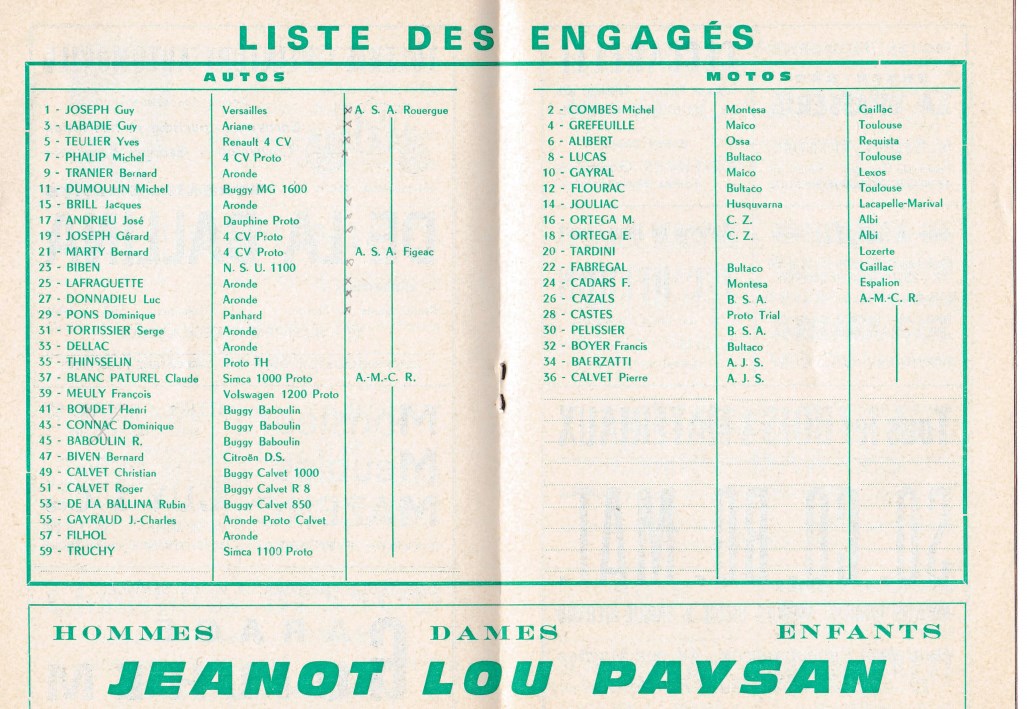 LISTE DES ENGAGÉS
AUTOS
1 - JOSEPH Guy Versailles A. S. A. Rouergue
3 - LABADIE Guy Ariane
5 - TEULIER Yves Renault 4 CV
7 - PHALIP Michel 4 CV Proto
9 - TRANIER Bernard Aronde
11 - DUMOULIN Michel Buggy MG 1600
15 - BRILL Jacques Aronde
17 - ANDRIEU José Dauphine Proto
19 - JOSEPH Gérard 4 CV Proto
21 - MARTY Bernard 4 CV Proto A. S. A. Figeac
23 - BIBEN N. S. U. 1100
25 - LAFRAGUETTE Aronde
27 - DONNADIEU Luc Aronde
29 - PONS Dominique Panhard
31 - TORTISSIER Serge Aronde
33 - DELLAC Aronde
35 - THINSSELIN Proto TH
37 - BLANC PATUREL Claude Simca 1000 Proto A.-M.-C. R.
39 - MEULY François Volswagen 1200 Proto
41 - BOUDET Henri Buggy Baboulin
43 - CONNAC Dominique Buggy Baboulin
45 - BABOULIN R. Buggy Baboulin
47 - BIVEN Bernard Citroën D.S.
49 - CALVET Christian Buggy Calvet 1000
51 - CALVET Roger Buggy Calvet R 8
53 - DE LA BALLINA Rubin Buggy Calvet 850
55 - GAYRAUD J.-Charles Aronde Proto Calvet
57 - FILHOL Aronde
59 - TRUCHY Simca 1100 Proto
MOTOS
2 - COMBES Michel Montesa Gaillac
4 - GREFEUILLE Maico Toulouse
6 - ALIBERT Ossa Requista
8 - LUCAS Bultaco Toulouse
10 - GAYRAL Maico Lexos
12 - FLOURAC Bultaco Toulouse
14 - JOULIAC Husquvarna Lacapelle-Marival
16 - ORTEGA M. C. Z. Albi
18 - ORTEGA E. C. Z. Albi
20 - TARDINI Lozerte
22 - FABREGAL Bultaco Gaillac
24 - CADARS F. Montesa Espalion
26 - CAZALS B. S. A. A.-M.-C. R.
28 - CASTES Proto Trial
30 - PELISSIER B. S. A.
32 - BOYER Francis Bultaco
34 - BAERZATTI A. J. S.
36 - CALVET Pierre A. J. S.
HOMMES DAMES ENFANTS
JEANOT LOU PAYSAN